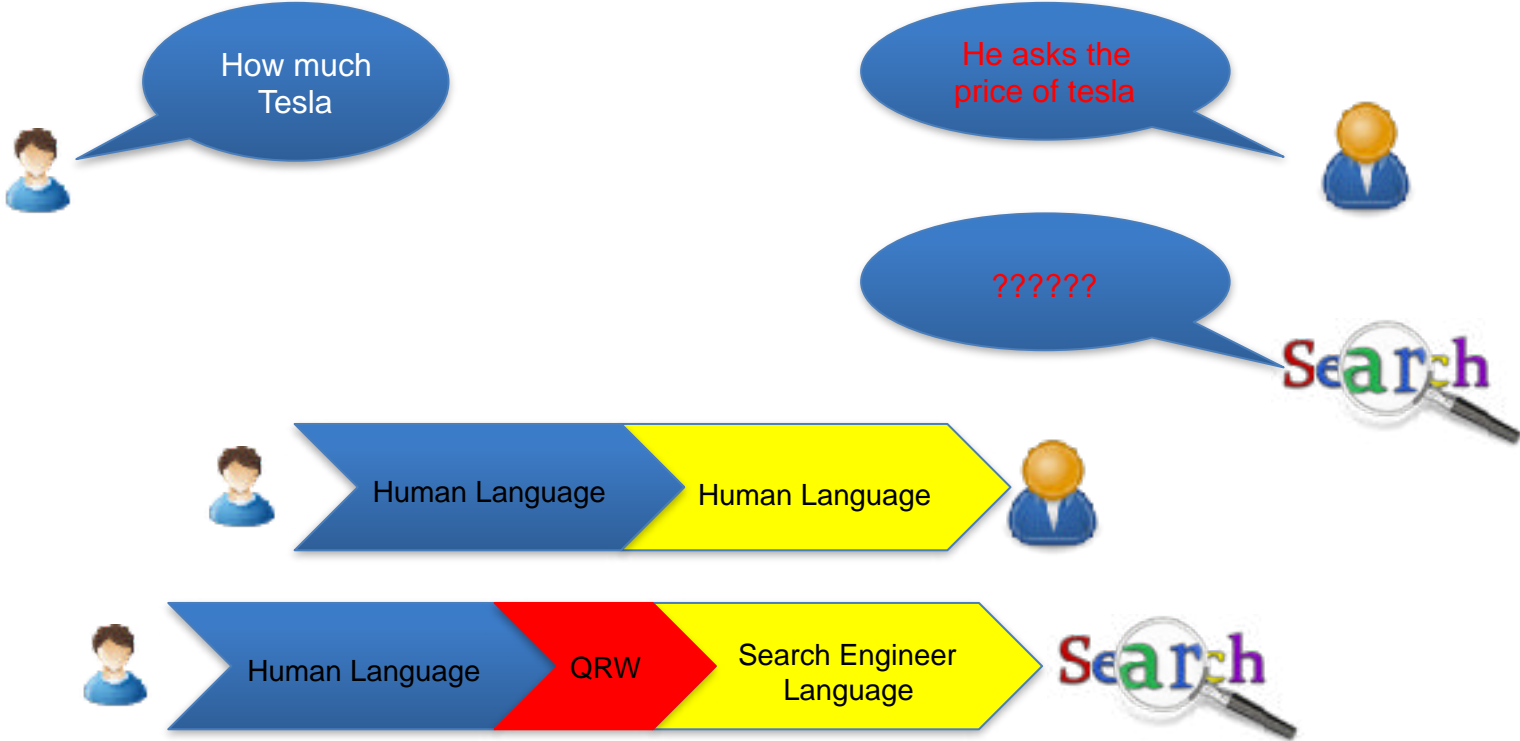 How much
Tesla
He asks the
price of tesla
??????
Search
Human Language
Human Language
Human Language
QRW
Search Engineer
Language
Search